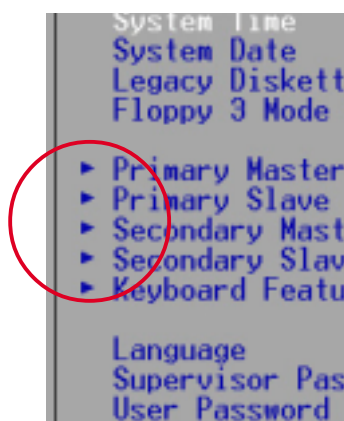 System Time
System Date
Legacy Diskett
Floppy 3 Mode
Primary Master
Primary Slave
Secondary Mast
Secondary Slav
Keyboard Featu
Language
Supervisor Pas
User Password